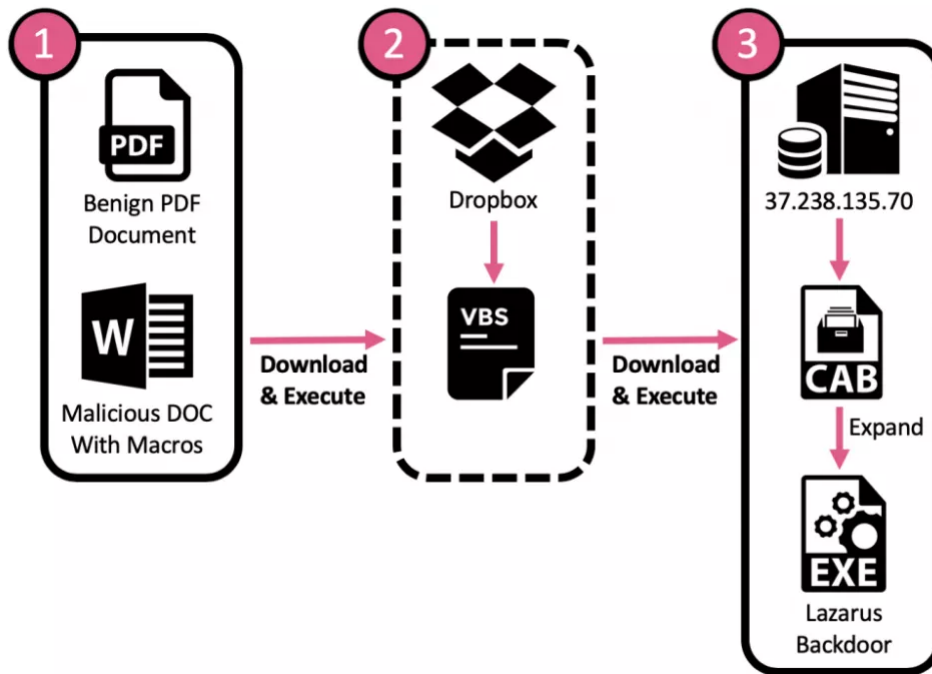 1
PDF
Benign PDF
Document
W
Malicious DOC
With Macros
Download
& Execute
2
Dropbox
VBS
Download
& Execute
3
37.238.135.70
CAB
Expand
EXE
Lazarus
Backdoor